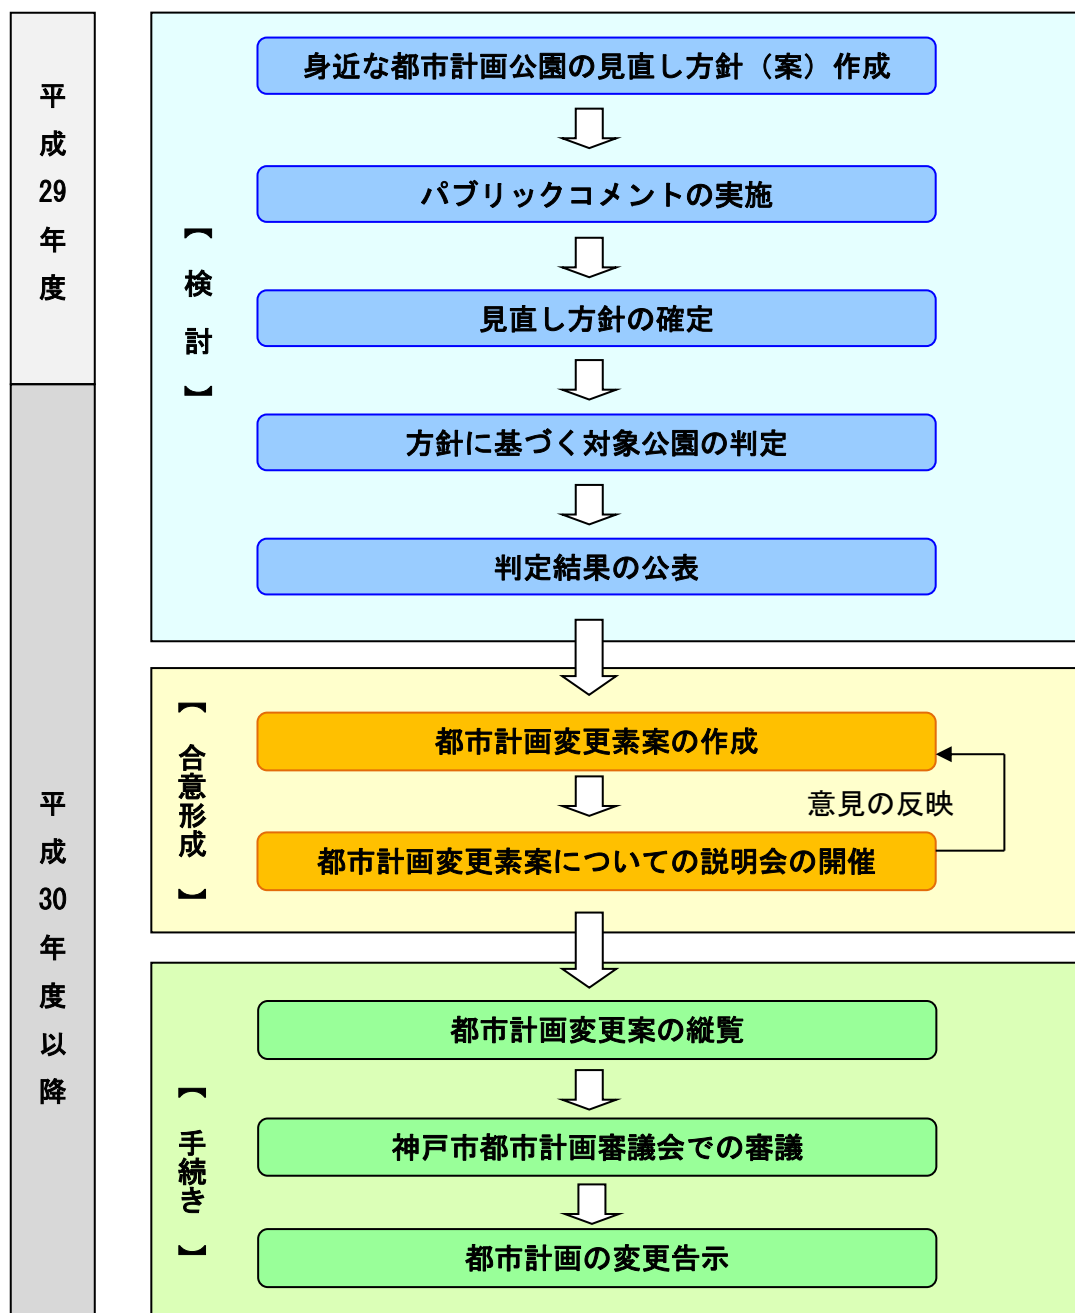 平成29年度
【検討】
身近な都市計画公園の見直し方針（案）作成
パブリックコメントの実施
見直し方針の確定
平成30年度以降
方針に基づく対象公園の判定
判定結果の公表
【合意形成】
都市計画変更素案の作成
意見の反映
都市計画変更素案についての説明会の開催
【手続き】
都市計画変更案の縦覧
神戸市都市計画審議会での審議
都市計画の変更告示